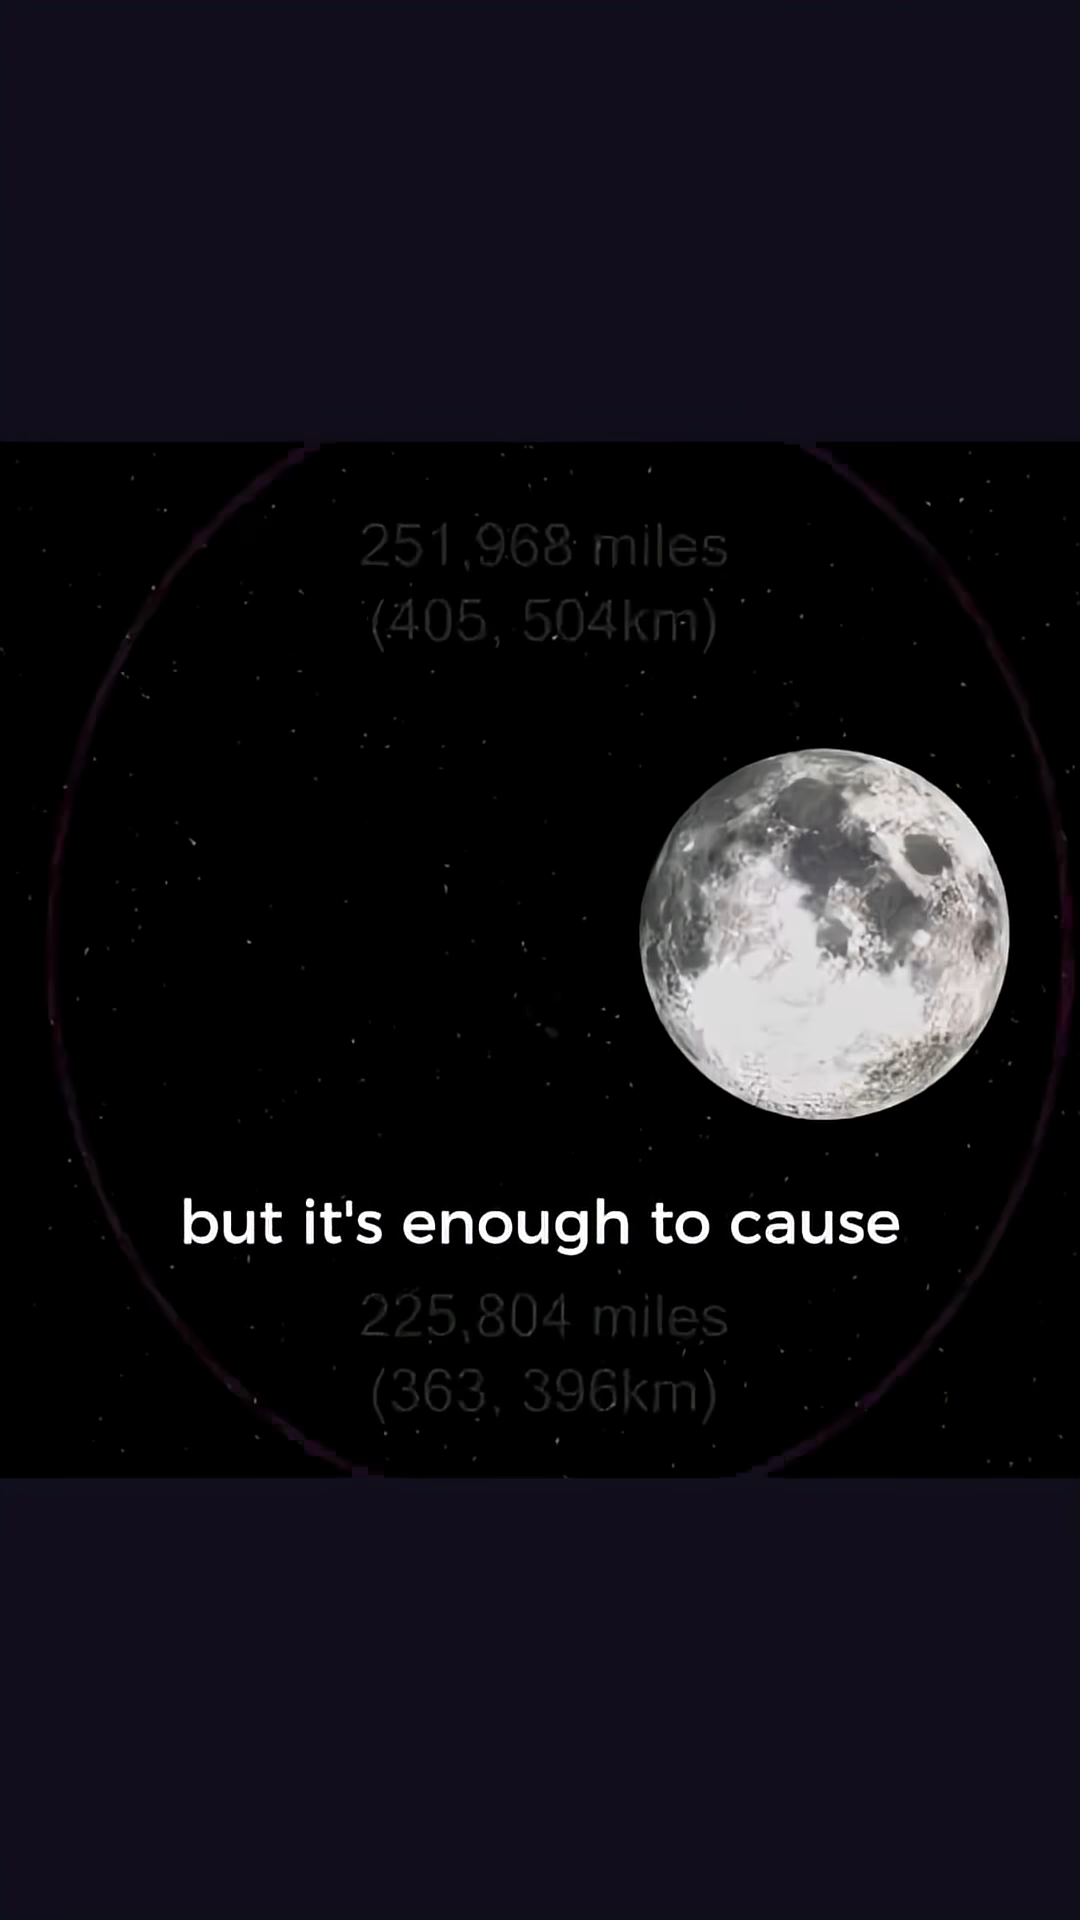 251,968 miles
(405, 504km)
but it's enough to cause
225,804 miles
(363, 396km)